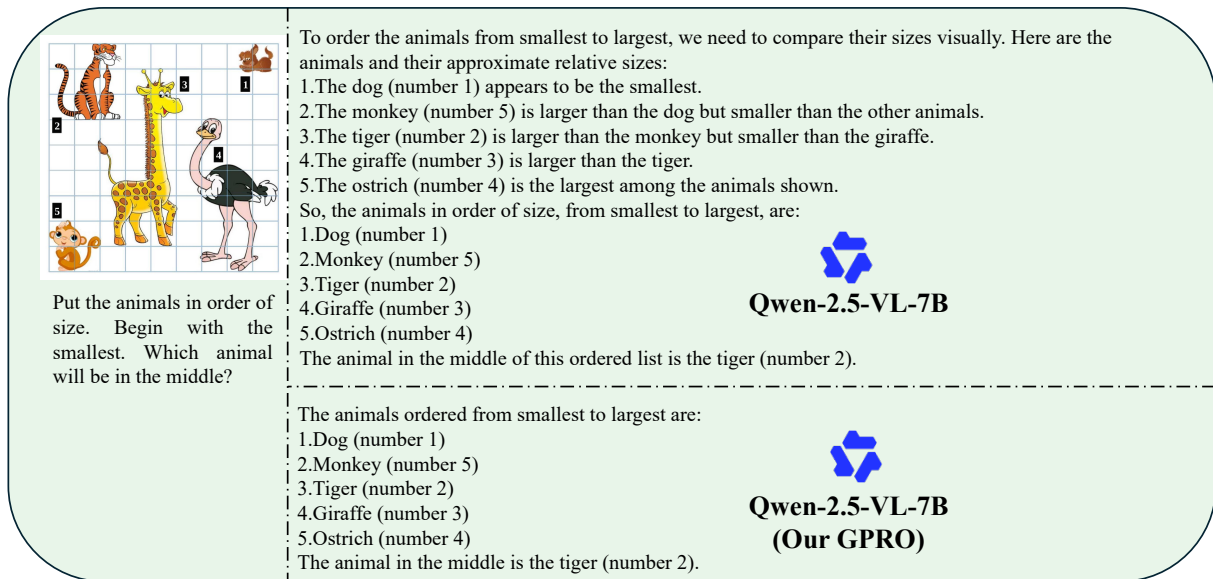 3
1
2
4
5
Put the animals in order of
size. Begin with the
smallest. Which animal
will be in the middle?
To order the animals from smallest to largest, we need to compare their sizes visually. Here are the
animals and their approximate relative sizes:
1.The dog (number 1) appears to be the smallest.
2.The monkey (number 5) is larger than the dog but smaller than the other animals.
3.The tiger (number 2) is larger than the monkey but smaller than the giraffe.
4.The giraffe (number 3) is larger than the tiger.
5.The ostrich (number 4) is the largest among the animals shown.
So, the animals in order of size, from smallest to largest, are:
1.Dog (number 1)
2.Monkey (number 5)
3.Tiger (number 2)
4.Giraffe (number 3)
5.Ostrich (number 4)
The animal in the middle of this ordered list is the tiger (number 2).
Qwen-2.5-VL-7B
The animals ordered from smallest to largest are:
1.Dog (number 1)
2.Monkey (number 5)
3.Tiger (number 2)
4.Giraffe (number 3)
5.Ostrich (number 4)
The animal in the middle is the tiger (number 2).
Qwen-2.5-VL-7B
(Our GPRO)